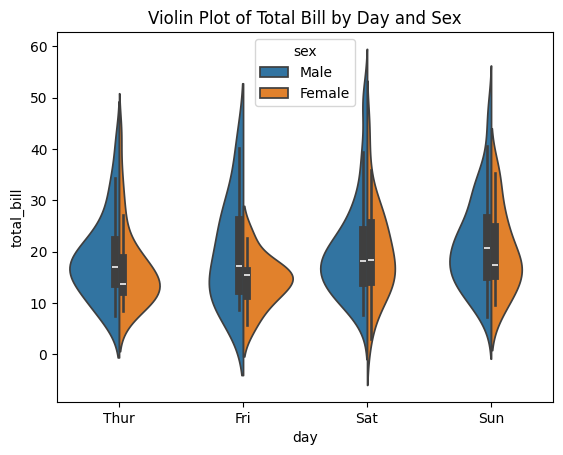 Violin Plot of Total Bill by Day and Sex
sex
Male
Female
total_bill
60
50
40
30
20
10
0
Thur Fri Sat Sun
day